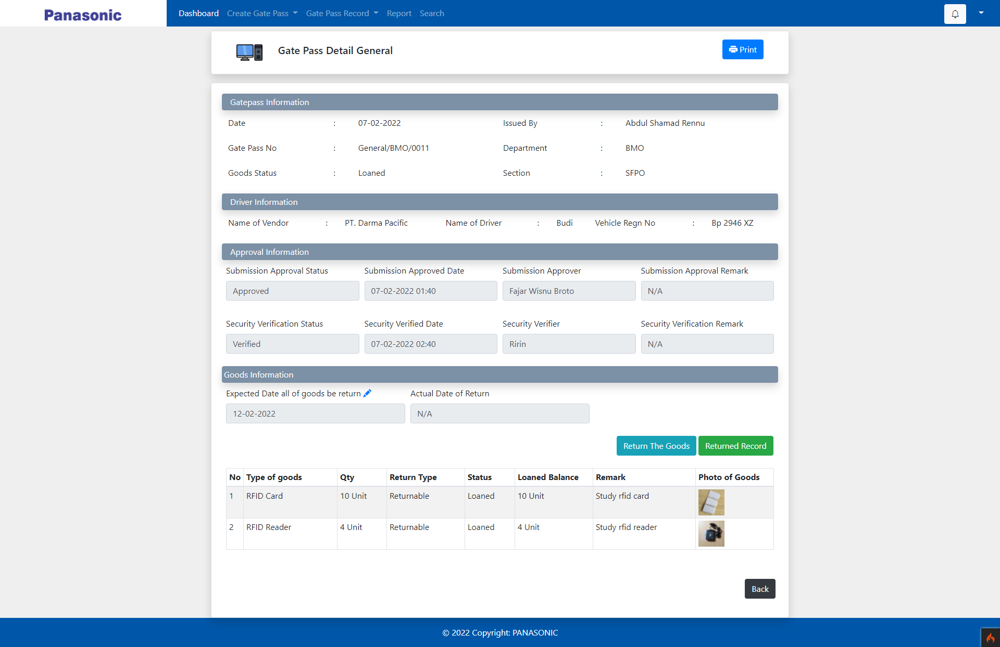 Panasonic
Dashboard Create Gate Pass Gate Pass Record Report Search
Gate Pass Detail General
Print
Gatepass Information
Date : 07-02-2022 Issued By : Abdul Shamad Rennu
Gate Pass No : General/BMO/0011 Department : BMO
Goods Status : Loaned Section : SFPO
Driver Information
Name of Vendor : PT. Darma Pacific Name of Driver : Budi Vehicle Regn No : Bp 2946 XZ
Approval Information
Submission Approval Status Submission Approved Date Submission Approver Submission Approval Remark
Approved 07-02-2022 01:40 Fajar Wisnu Broto N/A
Security Verification Status Security Verified Date Security Verifier Security Verification Remark
Verified 07-02-2022 02:40 Ririn N/A
Goods Information
Expected Date all of goods be return Actual Date of Return
12-02-2022 N/A
Return The Goods Returned Record
No Type of goods Qty Return Type Status Loaned Balance Remark Photo of Goods
1 RFID Card 10 Unit Returnable Loaned 10 Unit Study rfid card
2 RFID Reader 4 Unit Returnable Loaned 4 Unit Study rfid reader
Back
© 2022 Copyright: PANASONIC